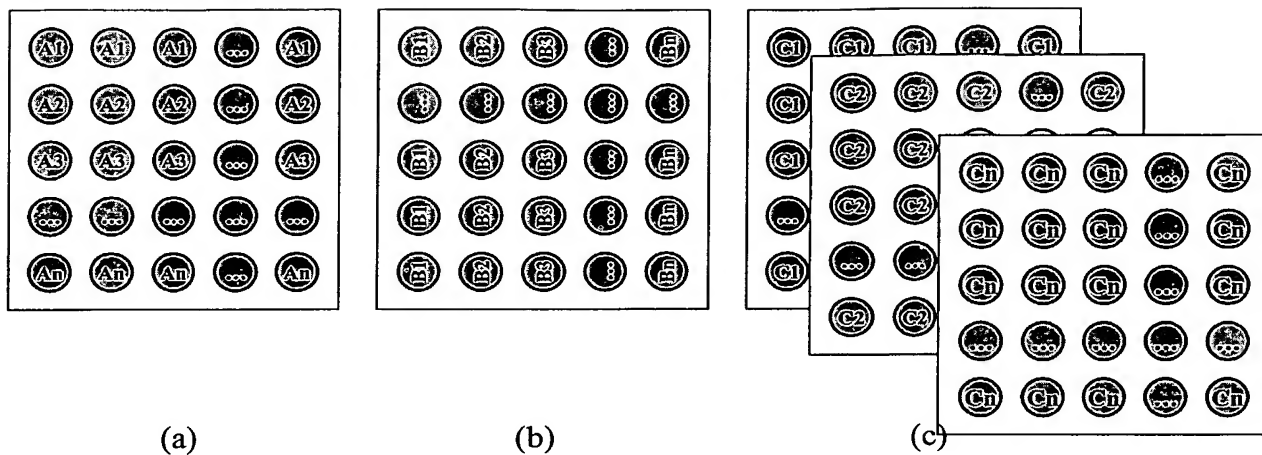 A1 A1 A1 ... A1
A2 A2 A2 ... A2
A3 A3 A3 ... A3
... ... ... ... ...
An An An ... An
(a)
B1 B2 B3 ... Bn
... ... ... ... ...
B1 B2 B3 ... Bn
B1 B2 B3 ... Bn
B1 B2 B3 ... Bn
(b)
C1 C1 C1 ... C1
C1
C1
...
C1
C2 C2 C2 ... C2
C2 C2
C2 C2
... ...
C2 C2
Cn Cn Cn ... Cn
Cn Cn Cn ... Cn
Cn Cn Cn ... Cn
... ... ... ... ...
Cn Cn Cn ... Cn
(c)